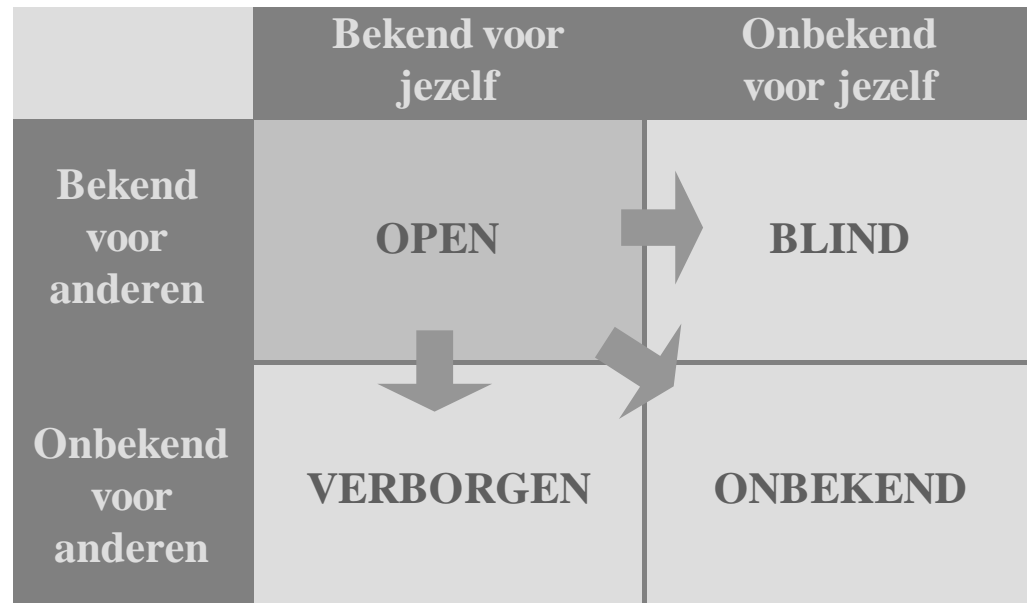 Bekend voor
jezelf
Onbekend
voor jezelf
Bekend
voor
anderen
OPEN
BLIND
Onbekend
voor
anderen
VERBORGEN
ONBEKEND